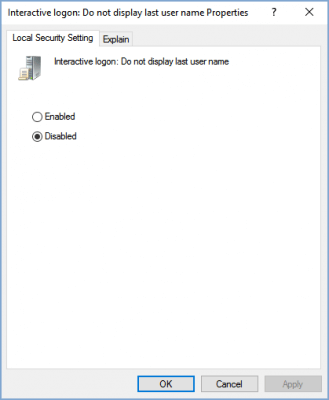 Interactive logon: Do not display last user name Properties ?
Local Security Setting Explain
Interactive logon: Do not display last user name
Enabled
Disabled
OK Cancel Apply